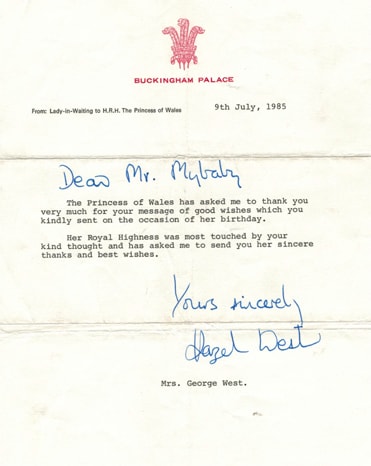 BUCKINGHAM PALACE
From: Lady-in-Waiting to H.R.H. The Princess of Wales
9th July, 1985
Dear Mr. Mybaby
The Princess of Wales has asked me to thank you
very much for your message of good wishes which you
kindly sent on the occasion of her birthday.
Her Royal Highness was most touched by your
kind thought and has asked me to send you her sincere
thanks and best wishes.
Yours sincerely
Hazel West
Mrs. George West.